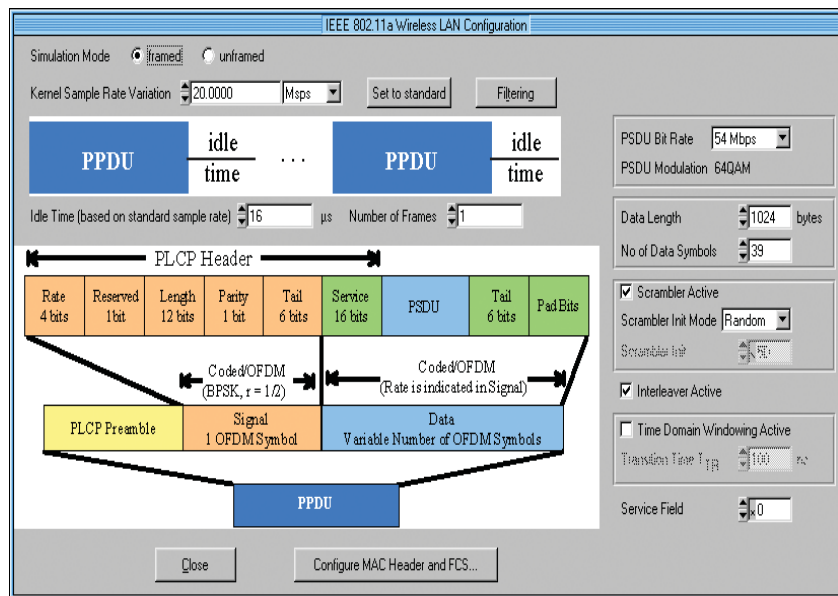 IEEE 802.11a Wireless LAN Configuration
Simulation Mode framed unframed
Kernel Sample Rate Variation 20.0000 Msps Set to standard Filtering
PPDU idle time . . . PPDU idle time
Idle Time (based on standard sample rate) 16 µs Number of Frames 1
PLCP Header
Rate 4 bits
Reserved 1bit
Length 12 bits
Parity 1 bit
Tail 6 bits
Service 16 bits
PSDU
Tail 6 bits
Pad Bits
Coded/OFDM
(BPSK, r = 1/2)
Coded/OFDM
(Rate is indicated in Signal)
PLCP Preamble
Signal
1 OFDM Symbol
Data
Variable Number of OFDM Symbols
PPDU
Close Configure MAC Header and FCS...
PSDU Bit Rate 54 Mbps
PSDU Modulation 64QAM
Data Length 1024 bytes
No of Data Symbols 39
Scrambler Active
Scrambler Init Mode Random
Scrambler Init
Interleaver Active
Time Domain Windowing Active
Transition Time TTR 100
Service Field x 0